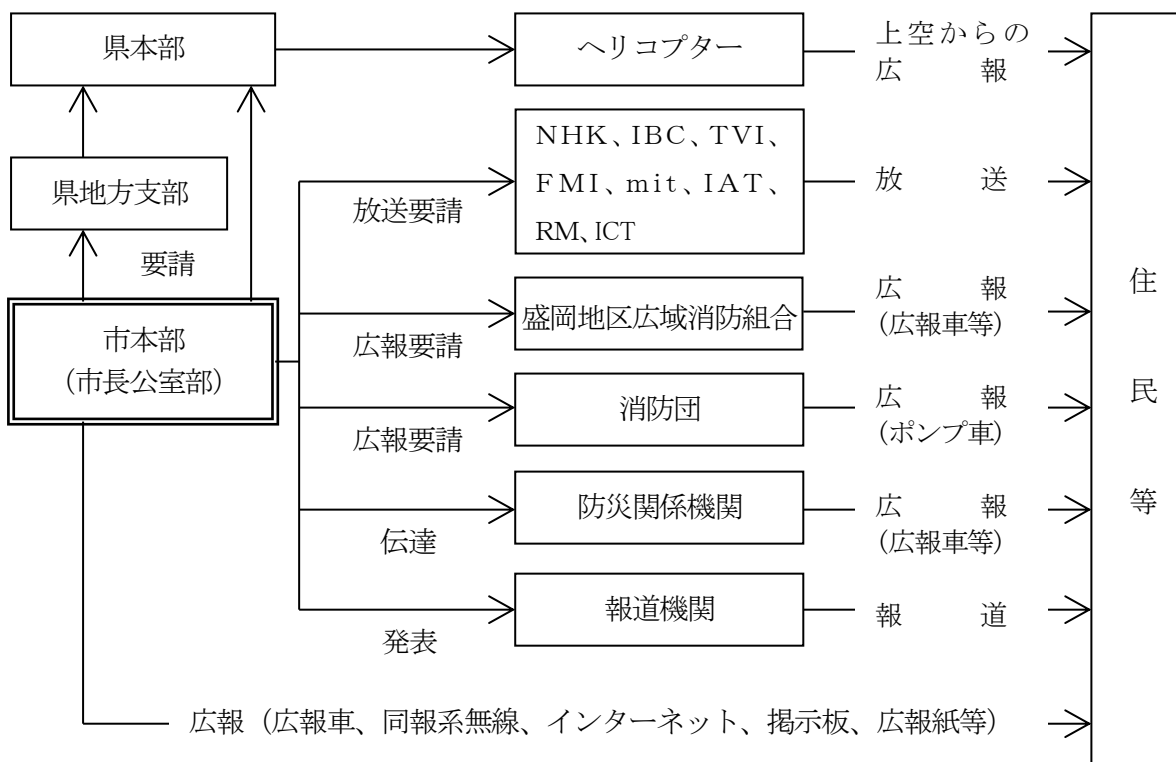 県本部
ヘリコプター
上空からの
広報
県地方支部
要請
放送要請
NHK、IBC、TVI、
FMI、mit、IAT、
RM、ICT
放送
市本部
（市長公室部）
広報要請
盛岡地区広域消防組合
広報
（広報車等）
広報要請
消防団
広報
（ポンプ車）
伝達
防災関係機関
広報
（広報車等）
発表
報道機関
報道
広報（広報車、同報系無線、インターネット、掲示板、広報紙等）
住民等